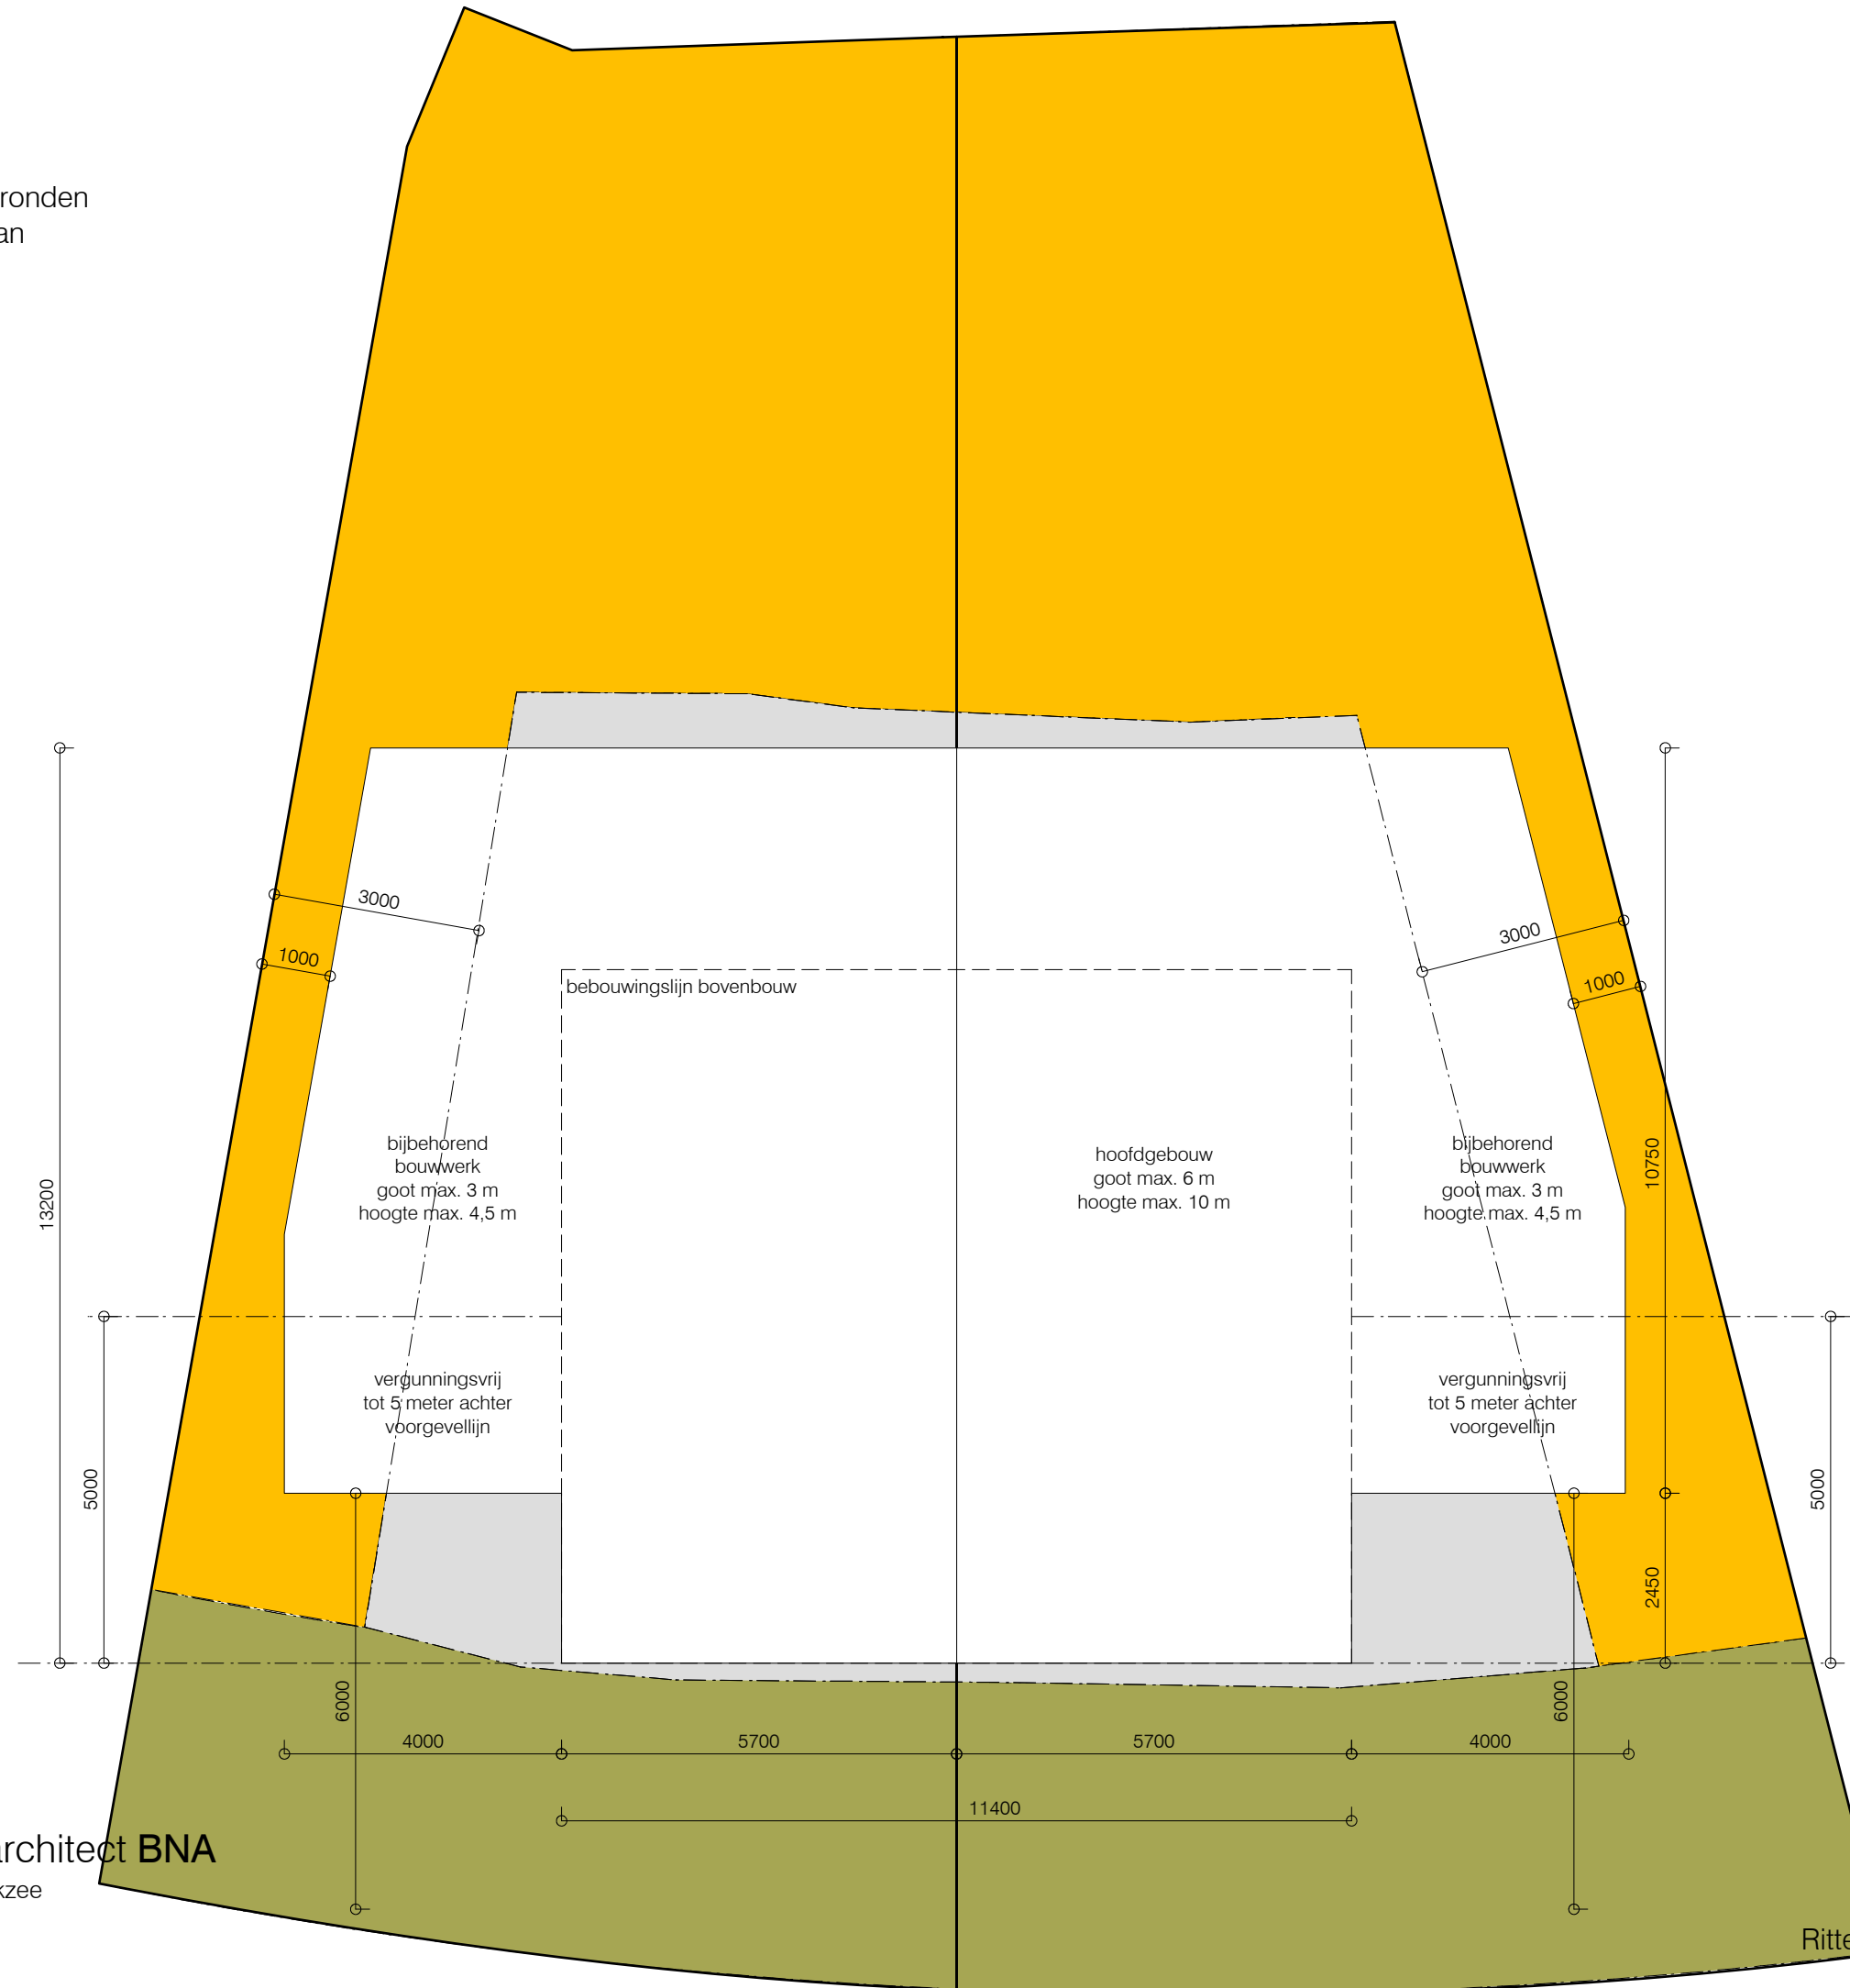 ronden
an
3000
1000
3000
1000
bebouwingslijn bovenbouw
bijbehorend
bouwwerk
goot max. 3 m
hoogte max. 4,5 m
hoofdgebouw
goot max. 6 m
hoogte max. 10 m
bijbehorend
bouwwerk
goot max. 3 m
hoogte max. 4,5 m
10750
13200
vergunningsvrij
tot 5 meter achter
voorgevellijn
vergunningsvrij
tot 5 meter achter
voorgevellijn
5000
5000
2450
6000
6000
4000
5700
5700
4000
11400
architect BNA
kzee
Ritte